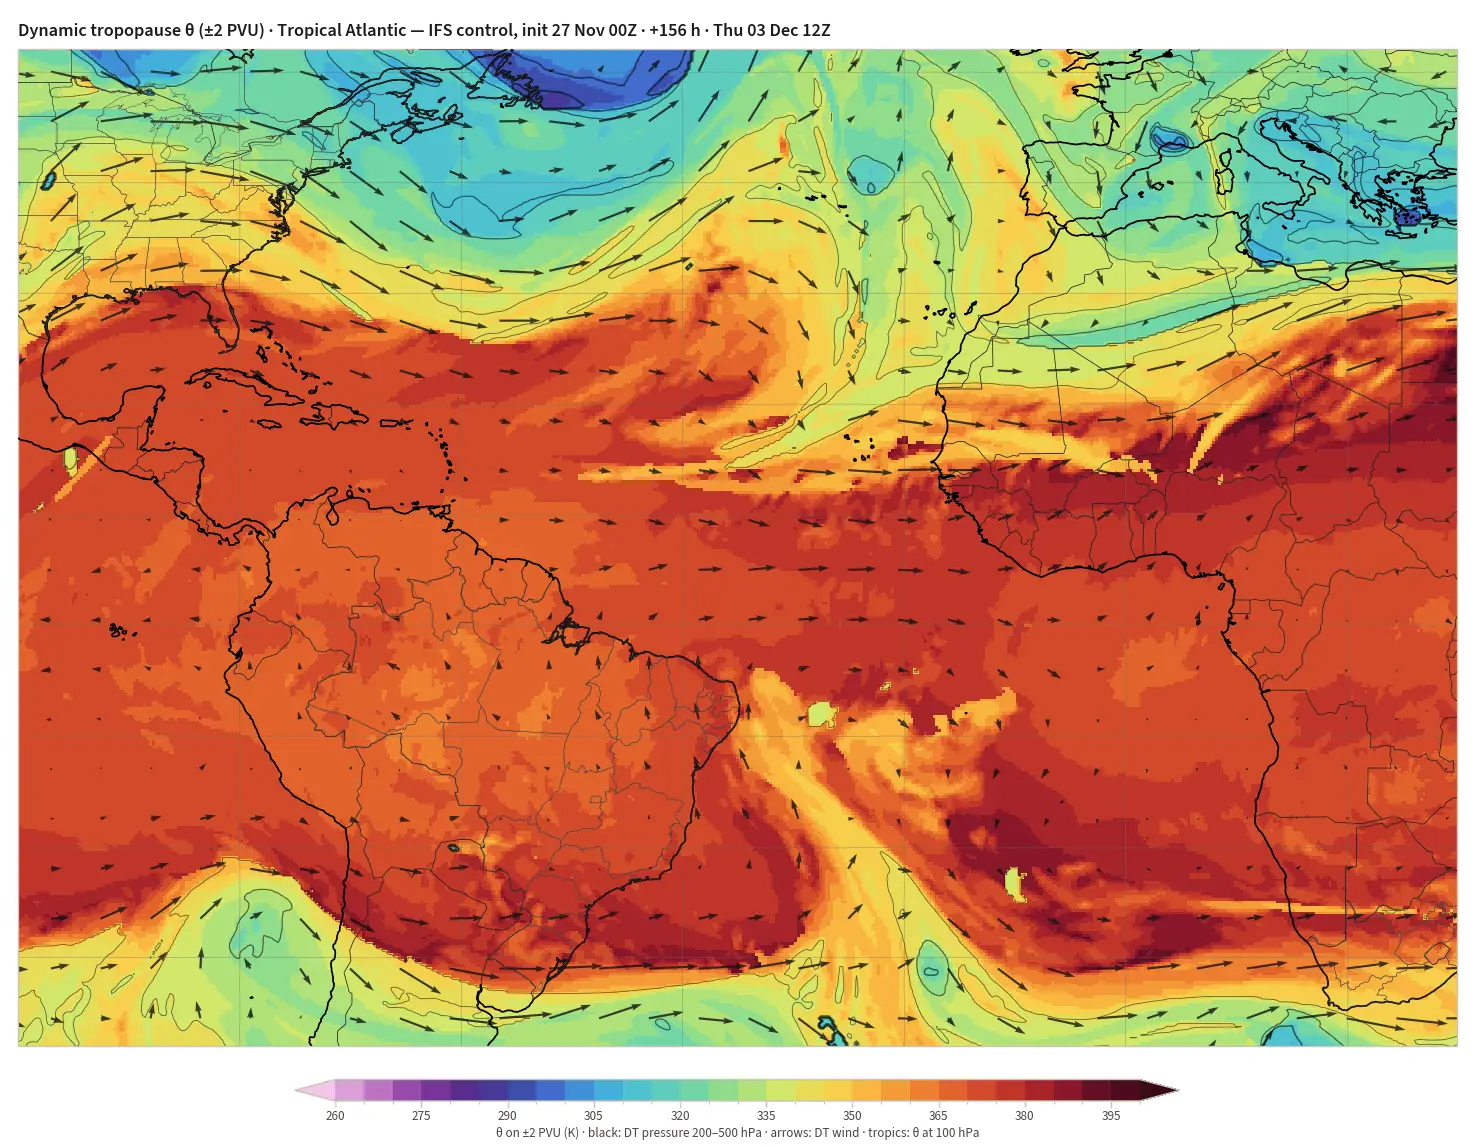 Dynamic tropopause θ (±2 PVU) · Tropical Atlantic — IFS control, init 27 Nov 00Z · +156 h · Thu 03 Dec 12Z
260 275 290 305 320 335 350 365 380 395
θ on ±2 PVU (K) · black: DT pressure 200–500 hPa · arrows: DT wind · tropics: θ at 100 hPa